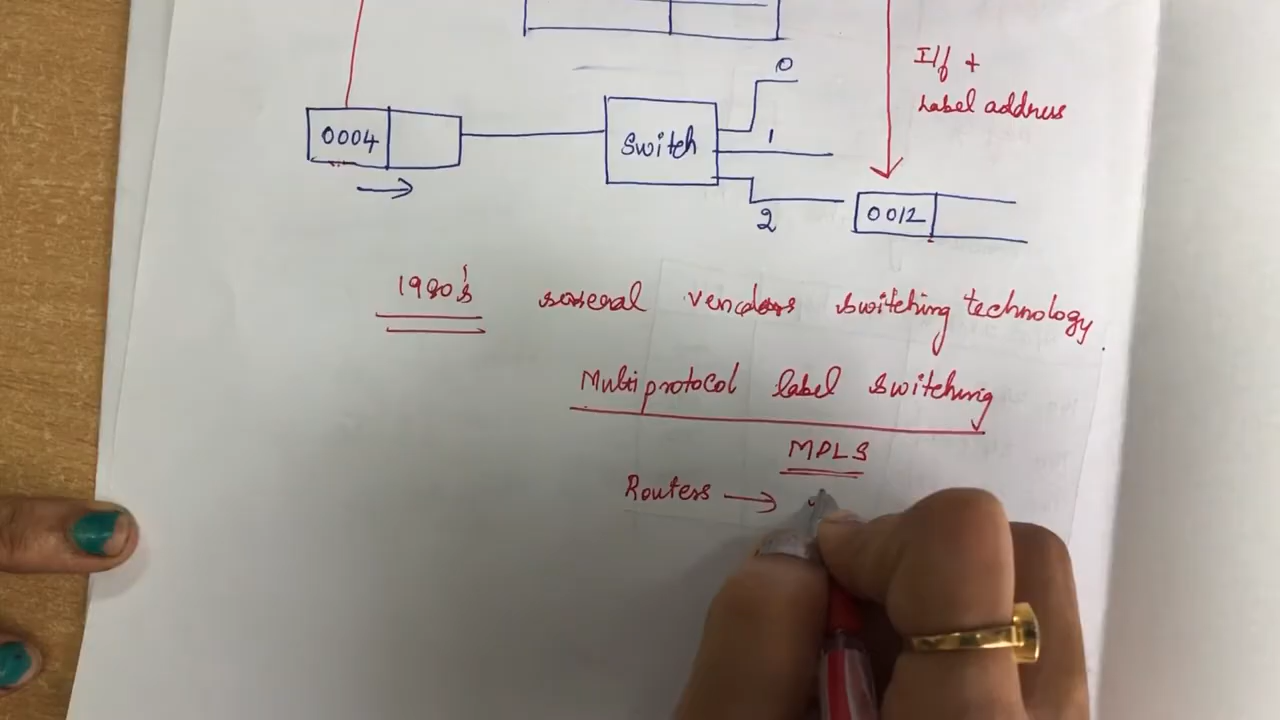 0
I/f +
Label address
0004
Switch
1
0012
2
1980's several vendors switching technology.
Multiprotocol label switching
MPLS
Routers →